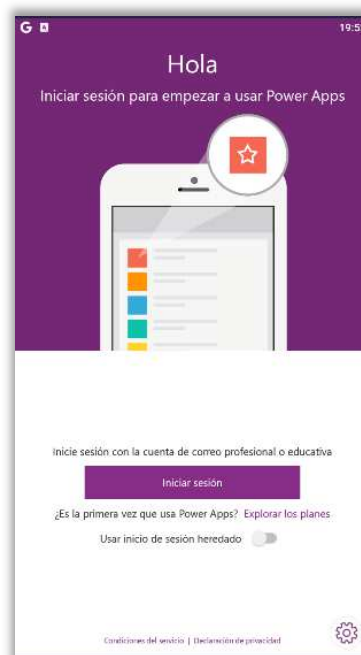 G A 19:5
Hola
Iniciar sesión para empezar a usar Power Apps
Inicie sesión con la cuenta de correo profesional o educativa
Iniciar sesión
¿Es la primera vez que usa Power Apps? Explorar los planes
Usar inicio de sesión heredado
Condiciones del servicio | Declaración de privacidad